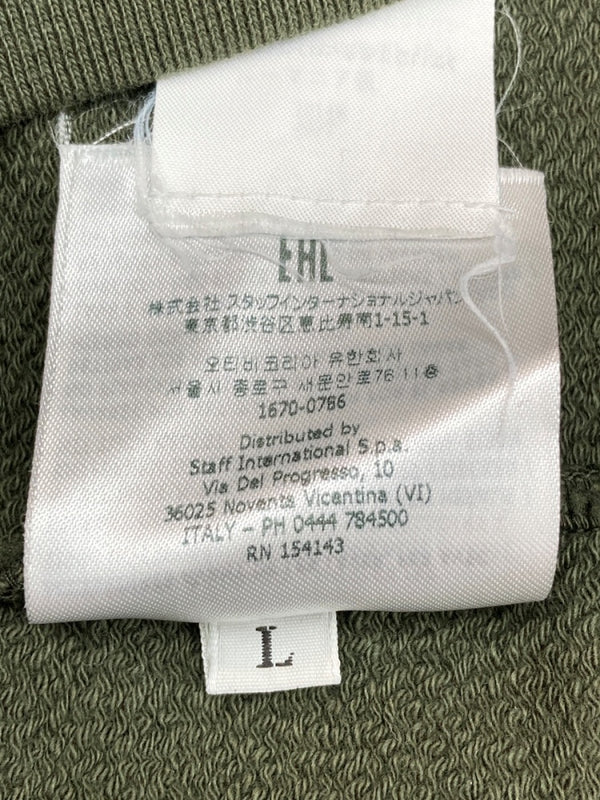 EAC
株式会社 スタッフインターナショナルジャパン
東京都渋谷区恵比寿南1-15-1
오티비코리아 유한회사
서울시 종로구 새문안로76 11층
1670-0786
Distributed by
Staff International S.p.a.
Via Del Progresso, 10
36025 Noventa Vicentina (VI)
ITALY - PH 0444 784500
RN 154143
L